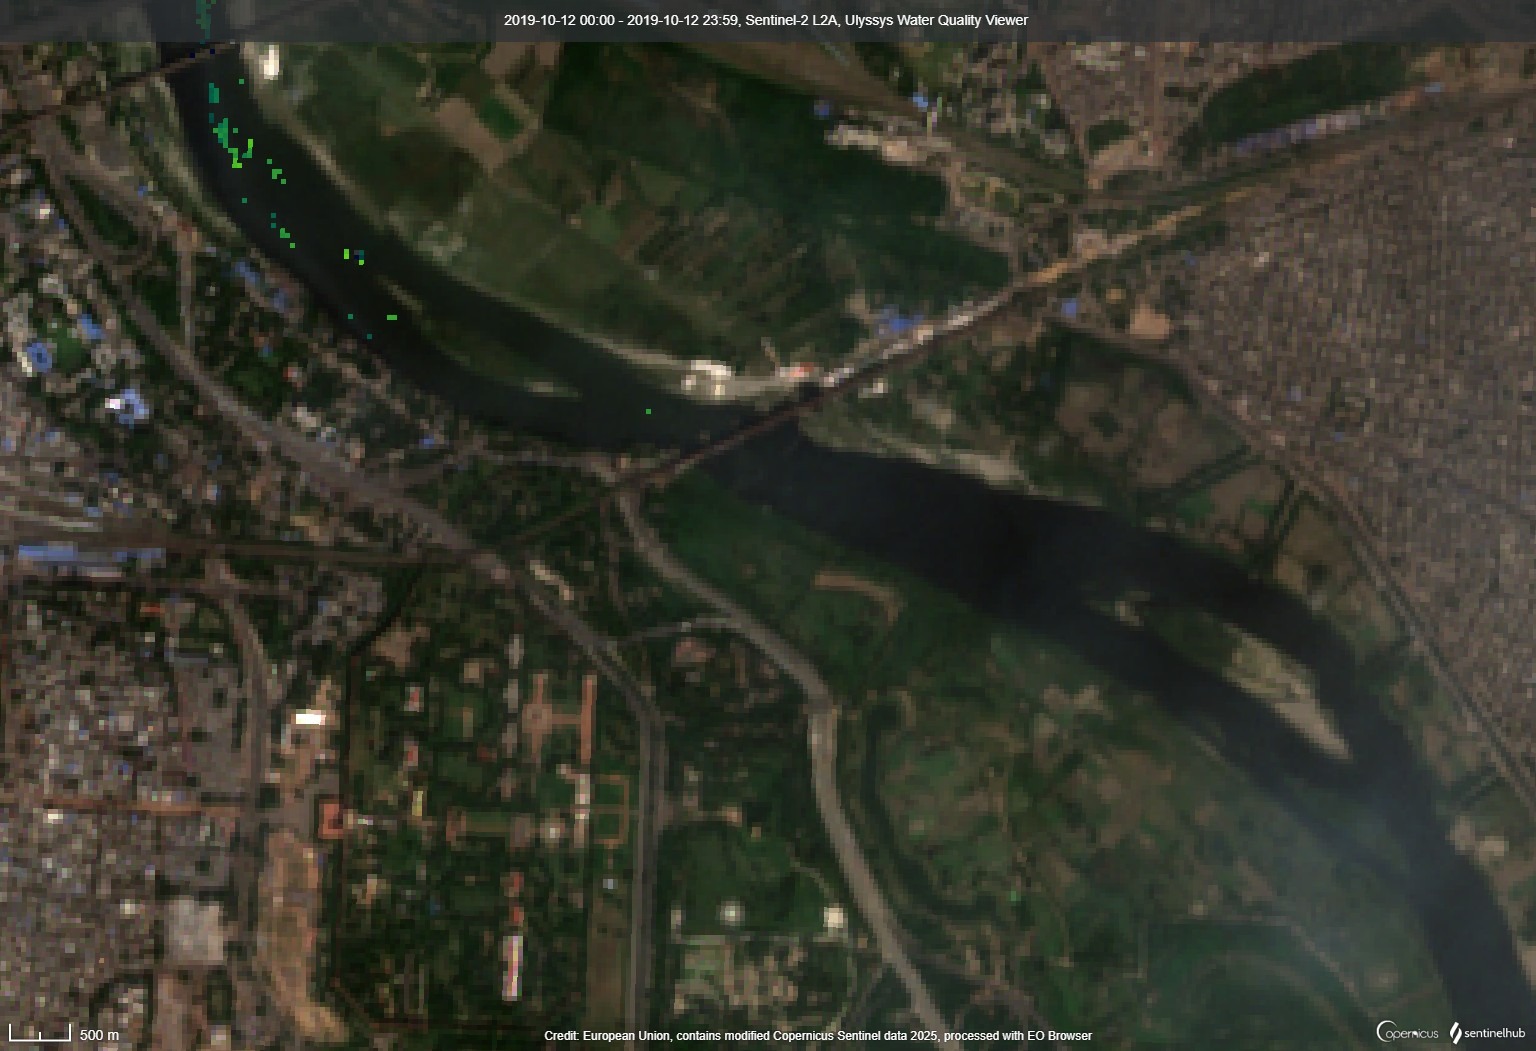 2019-10-12 00:00 - 2019-10-12 23:59, Sentinel-2 L2A, Ulyssys Water Quality Viewer
500 m
Credit: European Union, contains modified Copernicus Sentinel data 2025, processed with EO Browser
opernicus
sentinelhub